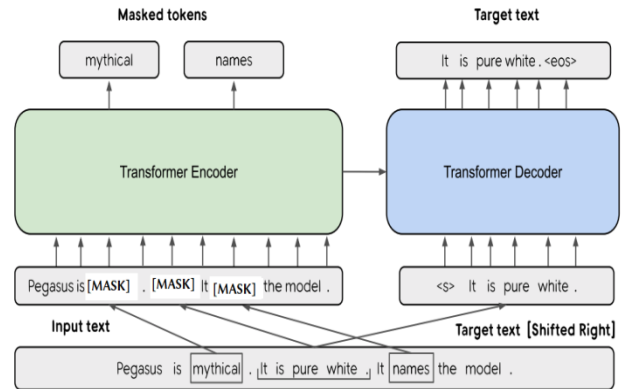 Masked tokens
Target text
mythical
names
It is pure white . <eos>
Transformer Encoder
Transformer Decoder
Pegasus is [MASK] . [MASK] It [MASK] the model .
<s> It is pure white .
Input text
Target text [Shifted Right]
Pegasus is mythical . It is pure white . It names the model .